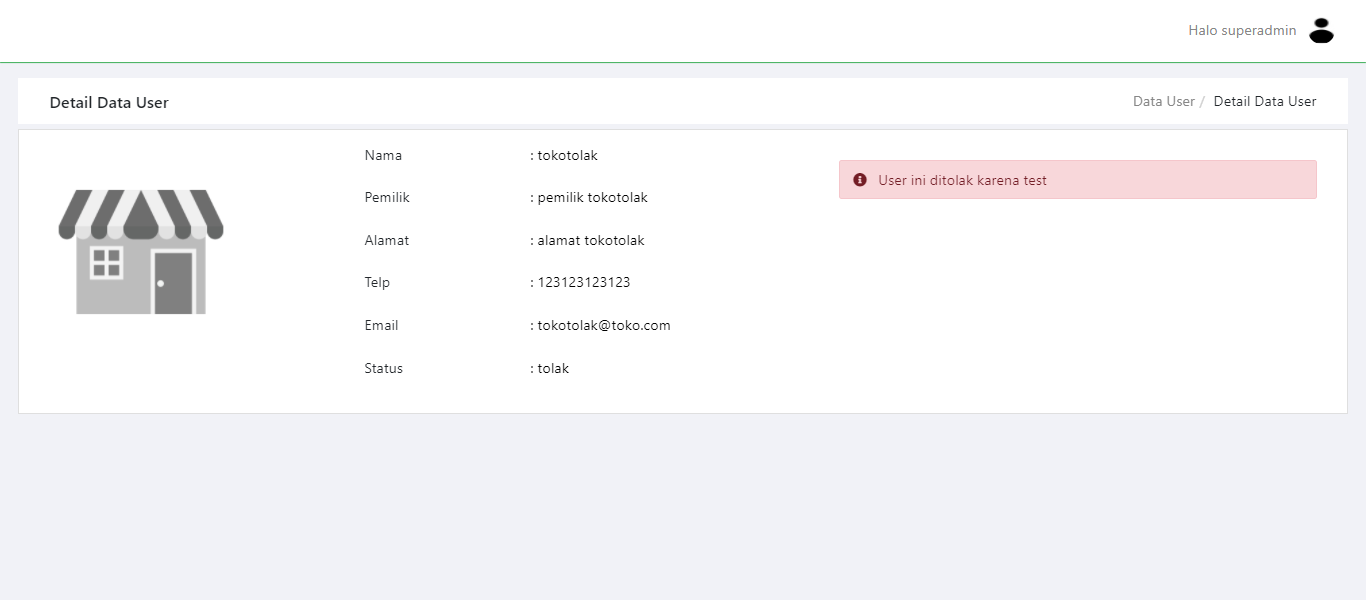 Halo superadmin
Detail Data User
Data User / Detail Data User
Nama : tokotolak
Pemilik : pemilik tokotolak
Alamat : alamat tokotolak
Telp : 123123123123
Email : tokotolak@toko.com
Status : tolak
User ini ditolak karena test